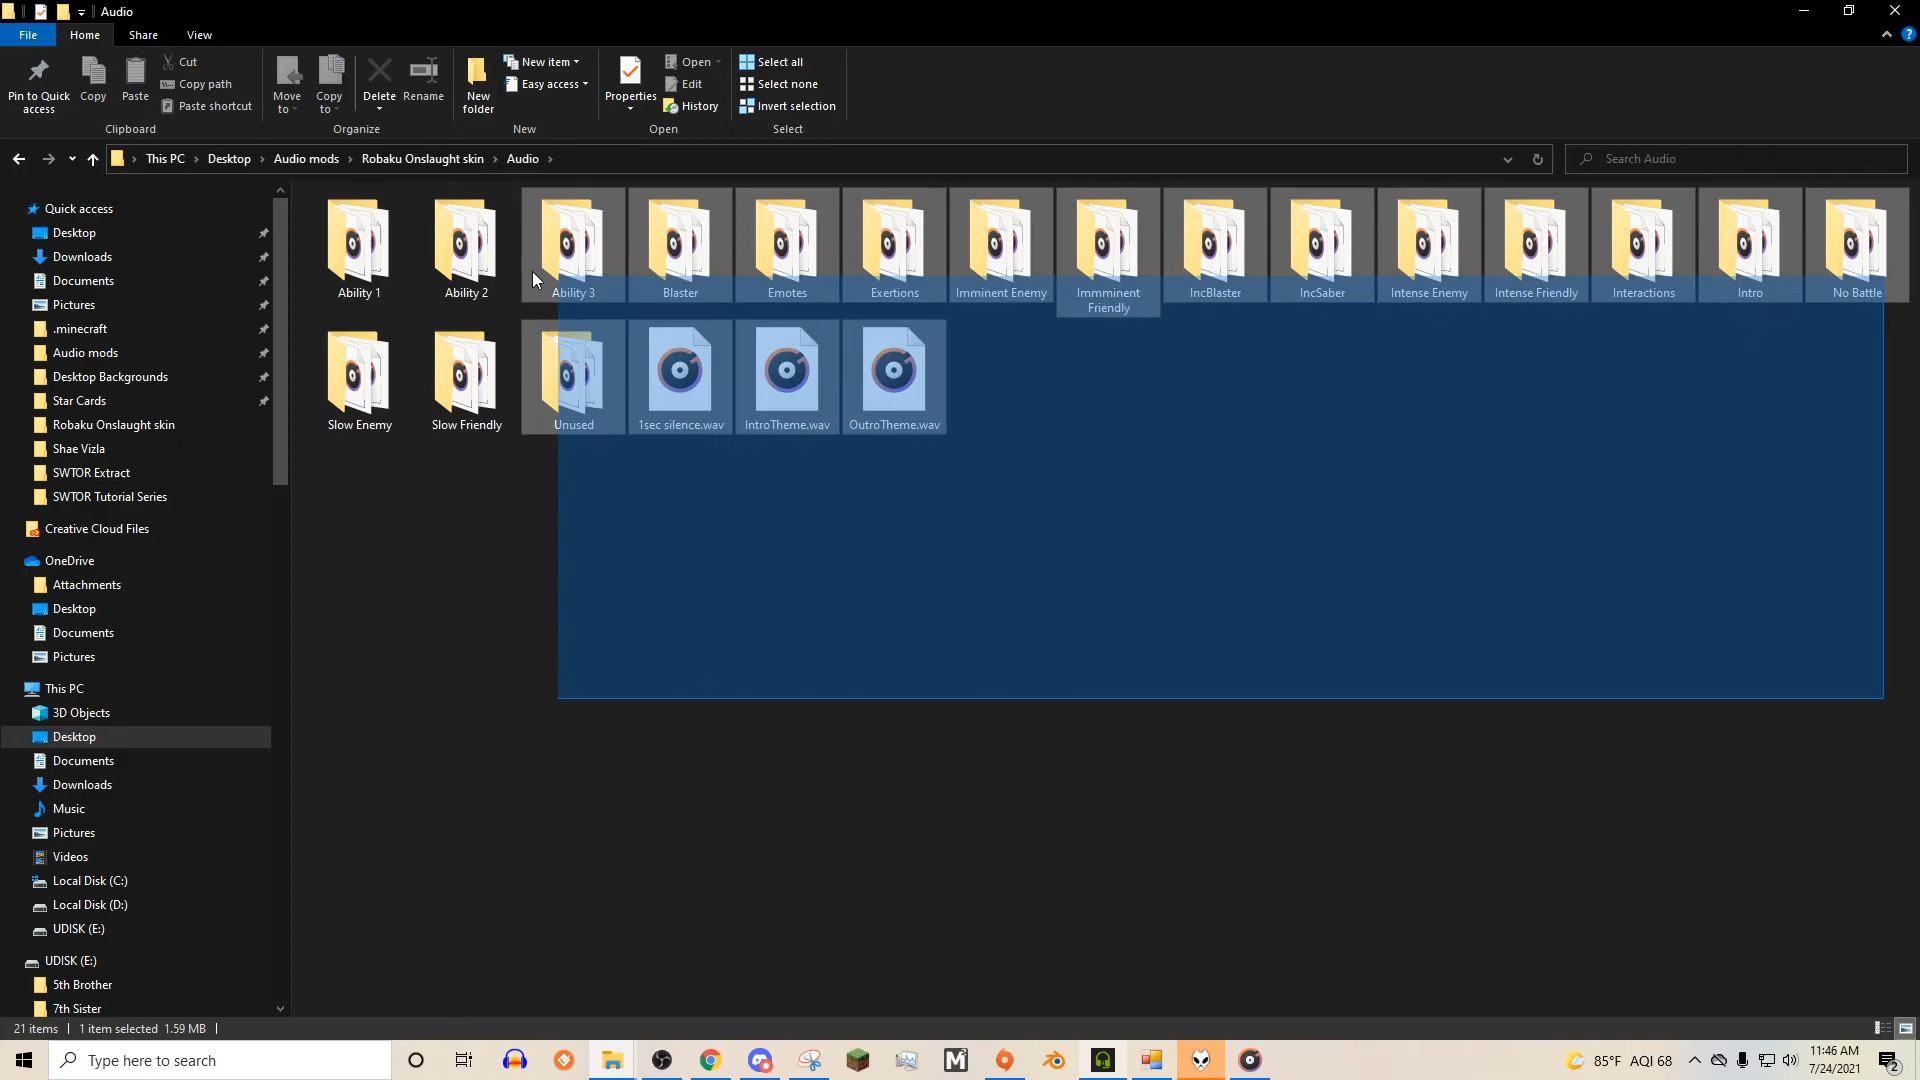 Audio
File Home Share View
Pin to Quick access
Copy
Paste
Cut
Copy path
Paste shortcut
Move to
Copy to
Delete
Rename
New folder
New item
Easy access
Properties
Open
Edit
History
Select all
Select none
Invert selection
Clipboard Organize New Open Select
This PC > Desktop > Audio mods > Robaku Onslaught skin > Audio >
Search Audio
Quick access
Desktop
Downloads
Documents
Pictures
.minecraft
Audio mods
Desktop Backgrounds
Star Cards
Robaku Onslaught skin
Shae Vizla
SWTOR Extract
SWTOR Tutorial Series
Creative Cloud Files
OneDrive
Attachments
Desktop
Documents
Pictures
This PC
3D Objects
Desktop
Documents
Downloads
Music
Pictures
Videos
Local Disk (C:)
Local Disk (D:)
UDISK (E:)
UDISK (E:)
5th Brother
7th Sister
Ability 1
Ability 2
Ability 3
Blaster
Emotes
Exertions
Imminent Enemy
Immminent
Friendly
IncBlaster
IncSaber
Intense Enemy
Intense Friendly
Interactions
Intro
No Battle
Slow Enemy
Slow Friendly
Unused
1sec silence.wav
IntroTheme.wav
OutroTheme.wav
21 items 1 item selected 1.59 MB
Type here to search
85°F AQI 68
11:46 AM
7/24/2021
2